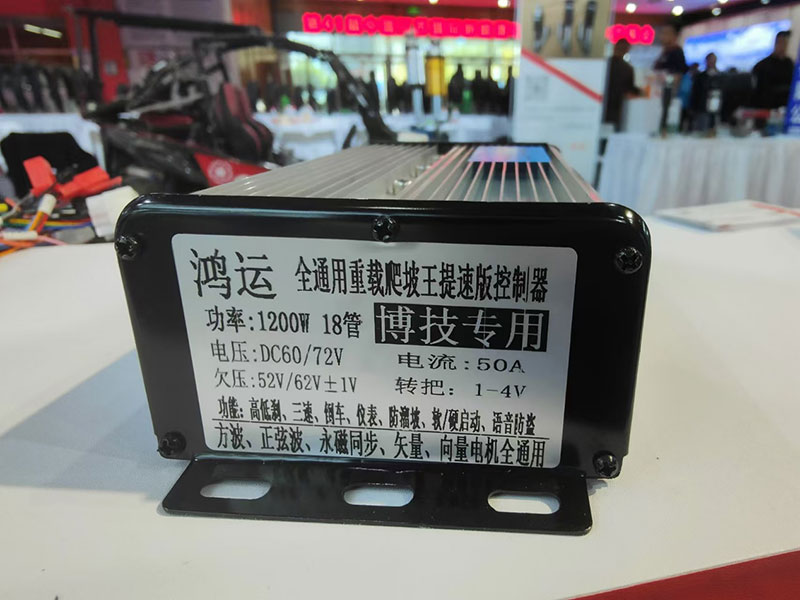 鸿运 全通用重载爬坡王提速版控制器
功率:1200W 18管 博技专用
电压:DC60/72V 电流:50A
欠压:52V/62V±1V 转把: 1-4V
功能:高低刹、三速、倒车、仪表、防溜坡、软/硬启动、语音防盗
方波、正弦波、永磁同步、矢量、向量电机全通用